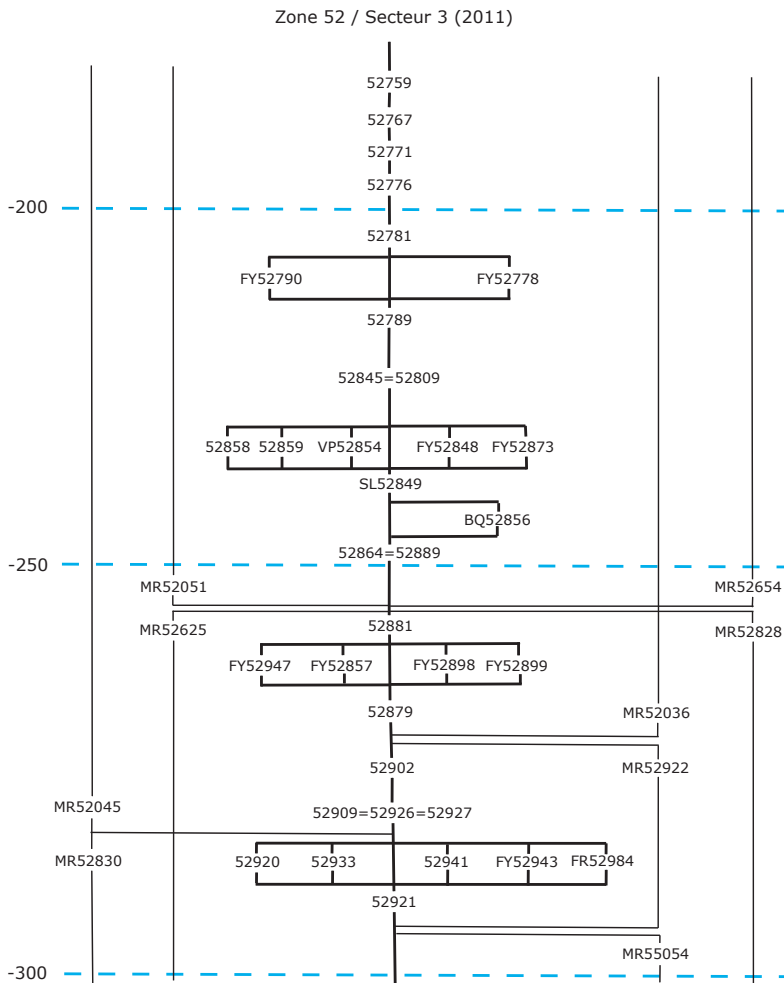 Zone 52 / Secteur 3 (2011)
52759
52767
52771
52776
-200
52781
FY52790 FY52778
52789
52845=52809
52858 52859 VP52854 FY52848 FY52873
SL52849
BQ52856
52864=52889
-250
MR52051 MR52654
MR52625 52881 MR52828
FY52947 FY52857 FY52898 FY52899
52879 MR52036
52902 MR52922
MR52045 52909=52926=52927
MR52830 52920 52933 52941 FY52943 FR52984
52921
MR55054
-300